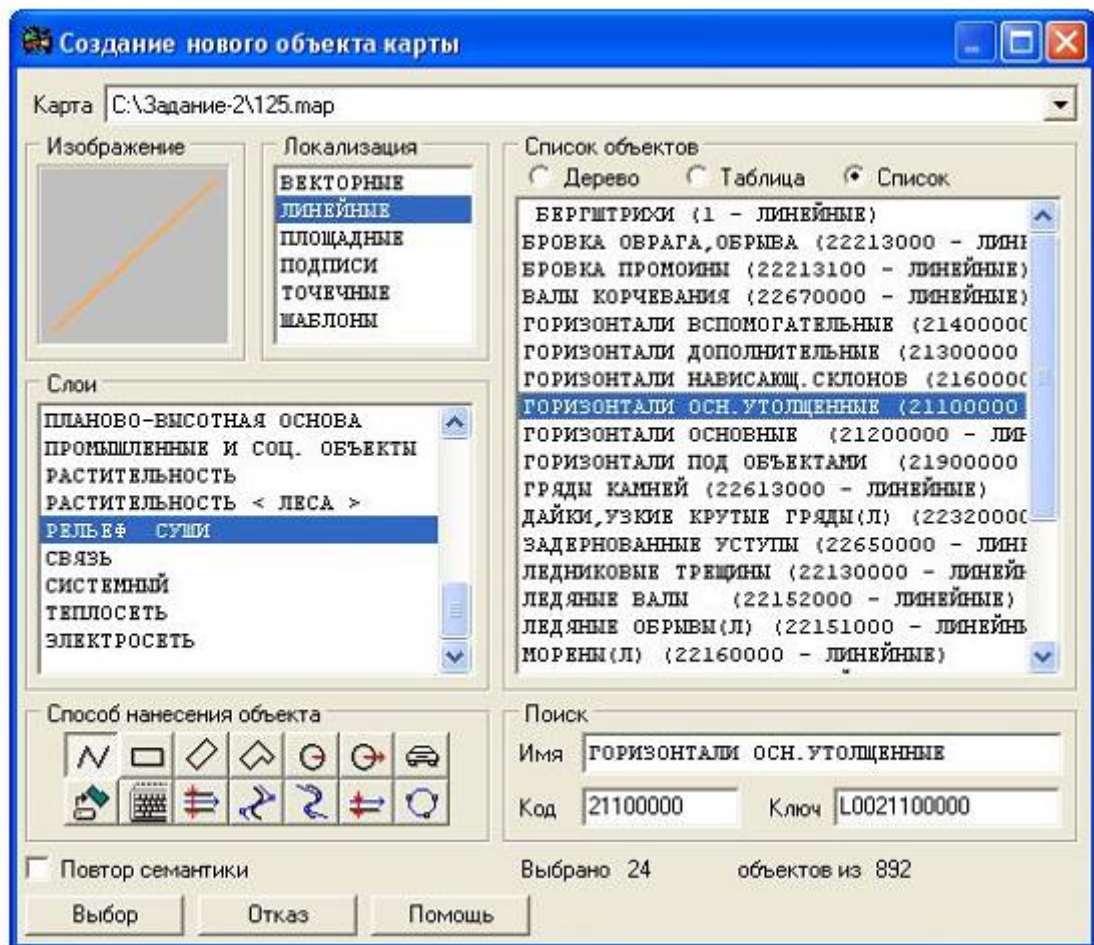 Создание нового объекта карты
Карта C:\Задание-2\125.map
Изображение
Локализация
ВЕКТОРНЫЕ
ЛИНЕЙНЫЕ
ПЛОЩАДНЫЕ
ПОДПИСИ
ТОЧЕЧНЫЕ
ШАБЛОНЫ
Слои
ПЛАНОВО-ВЫСОТНАЯ ОСНОВА
ПРОМЫШЛЕННЫЕ И СОЦ. ОБЪЕКТЫ
РАСТИТЕЛЬНОСТЬ
РАСТИТЕЛЬНОСТЬ < ЛЕСА >
РЕЛЬЕФ СУШИ
СВЯЗЬ
СИСТЕМНЫЙ
ТЕПЛОСЕТЬ
ЭЛЕКТРОСЕТЬ
Список объектов
Дерево Таблица Список
БЕРГШТРИХИ (1 - ЛИНЕЙНЫЕ)
БРОВКА ОВРАГА,ОБРЫВА (22213000 - ЛИНЕ
БРОВКА ПРОМОИНЫ (22213100 - ЛИНЕЙНЫЕ)
ВАЛЫ КОРЧЕВАНИЯ (22670000 - ЛИНЕЙНЫЕ)
ГОРИЗОНТАЛИ ВСПОМОГАТЕЛЬНЫЕ (21400000
ГОРИЗОНТАЛИ ДОПОЛНИТЕЛЬНЫЕ (21300000
ГОРИЗОНТАЛИ НАВИСАЮЩ.СКЛОНОВ (2160000
ГОРИЗОНТАЛИ ОСН.УТОЛЩЕННЫЕ (21100000
ГОРИЗОНТАЛИ ОСНОВНЫЕ (21200000 - ЛИН
ГОРИЗОНТАЛИ ПОД ОБЪЕКТАМИ (21900000
ГРЯДЫ КАМНЕЙ (22613000 - ЛИНЕЙНЫЕ)
ДАЙКИ,УЗКИЕ КРУТЫЕ ГРЯДЫ(Л) (22320000
ЗАДЕРНОВАННЫЕ УСТУПЫ (22650000 - ЛИНЕ
ЛЕДНИКОВЫЕ ТРЕЩИНЫ (22130000 - ЛИНЕЙН
ЛЕДЯНЫЕ ВАЛЫ (22152000 - ЛИНЕЙНЫЕ)
ЛЕДЯНЫЕ ОБРЫВЫ(Л) (22151000 - ЛИНЕЙНЫ
МОРЕНЫ(Л) (22160000 - ЛИНЕЙНЫЕ)
Способ нанесения объекта
Поиск
Имя ГОРИЗОНТАЛИ ОСН.УТОЛЩЕННЫЕ
Код 21100000 Ключ L0021100000
Повтор семантики
Выбрано 24 объектов из 892
Выбор Отказ Помощь